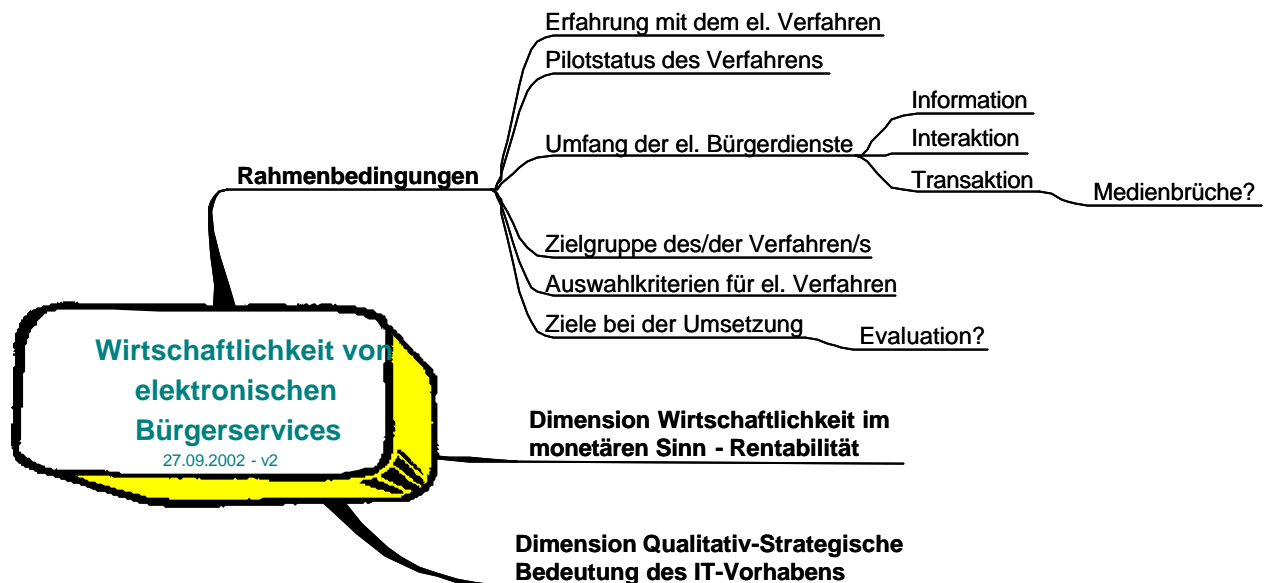 Erfahrung mit dem el. Verfahren
Pilotstatus des Verfahrens
Information
Umfang der el. Bürgerdienste
Interaktion
Transaktion
Medienbrüche?
Rahmenbedingungen
Zielgruppe des/der Verfahren/s
Auswahlkriterien für el. Verfahren
Ziele bei der Umsetzung
Evaluation?
Wirtschaftlichkeit von
elektronischen
Bürgerservices
27.09.2002 - v2
Dimension Wirtschaftlichkeit im
monetären Sinn - Rentabilität
Dimension Qualitativ-Strategische
Bedeutung des IT-Vorhabens